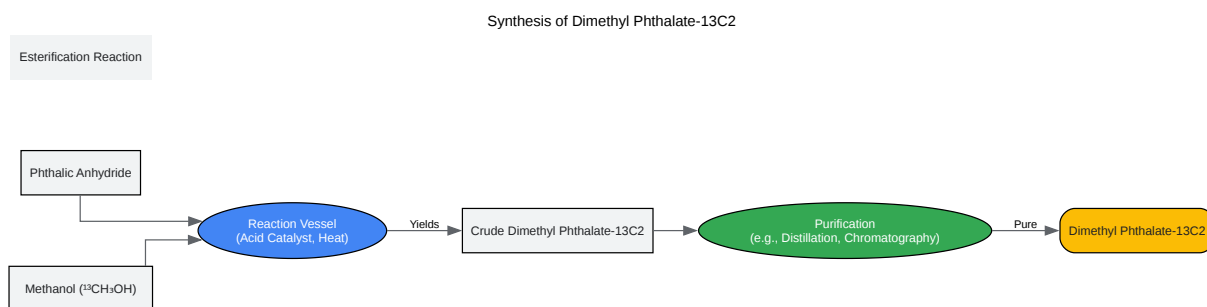 Synthesis of Dimethyl Phthalate-13C2
Esterification Reaction
Phthalic Anhydride
Methanol (¹³CH₃OH)
Reaction Vessel
(Acid Catalyst, Heat)
Yields
Crude Dimethyl Phthalate-13C2
Purification
(e.g., Distillation, Chromatography)
Pure
Dimethyl Phthalate-13C2